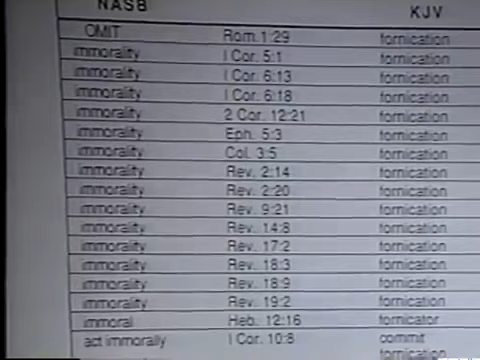 NASB KJV
OMIT Rom 1:29 fornication
immorality I Cor. 5:1 fornication
immorality I Cor. 6:13 fornication
immorality I Cor. 6:18 fornication
immorality 2 Cor. 12:21 fornication
immorality Eph. 5:3 fornication
immorality Col. 3:5 fornication
immorality Rev. 2:14 fornication
immorality Rev. 2:20 fornication
immorality Rev. 9:21 fornication
immorality Rev. 14:8 fornication
immorality Rev. 17:2 fornication
immorality Rev. 18:3 fornication
immorality Rev. 18:9 fornication
immorality Rev. 19:2 fornication
immoral Heb. 12:16 fornicator
act immorally I Cor. 10:8 commit
fornication